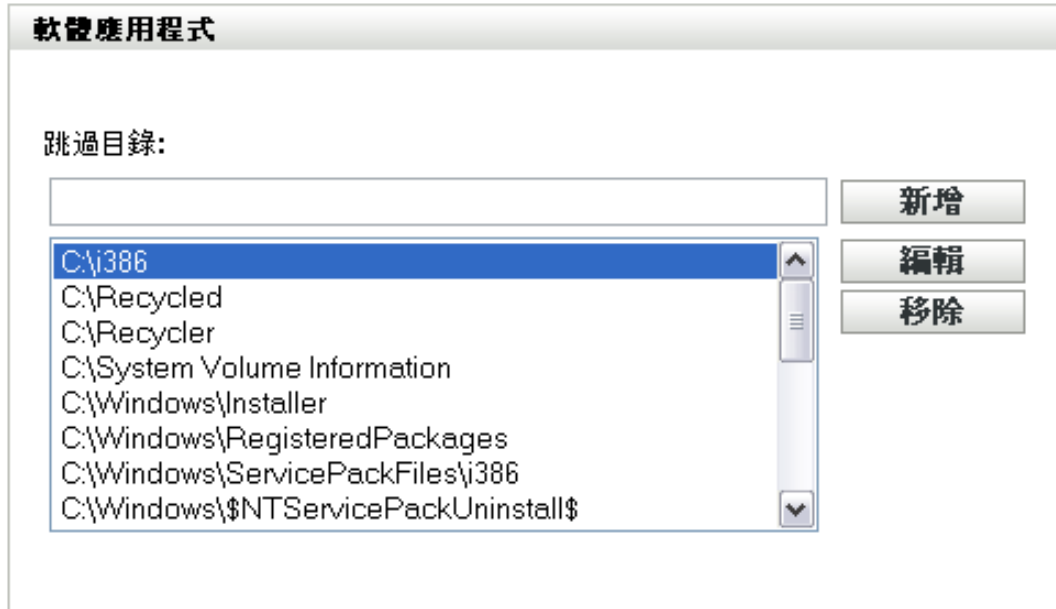 軟體應用程式
跳過目錄:
新增
C:\i386
編輯
C:\Recycled
移除
C:\Recycler
C:\System Volume Information
C:\Windows\Installer
C:\Windows\RegisteredPackages
C:\Windows\ServicePackFiles\i386
C:\Windows\$NTServicePackUninstall$